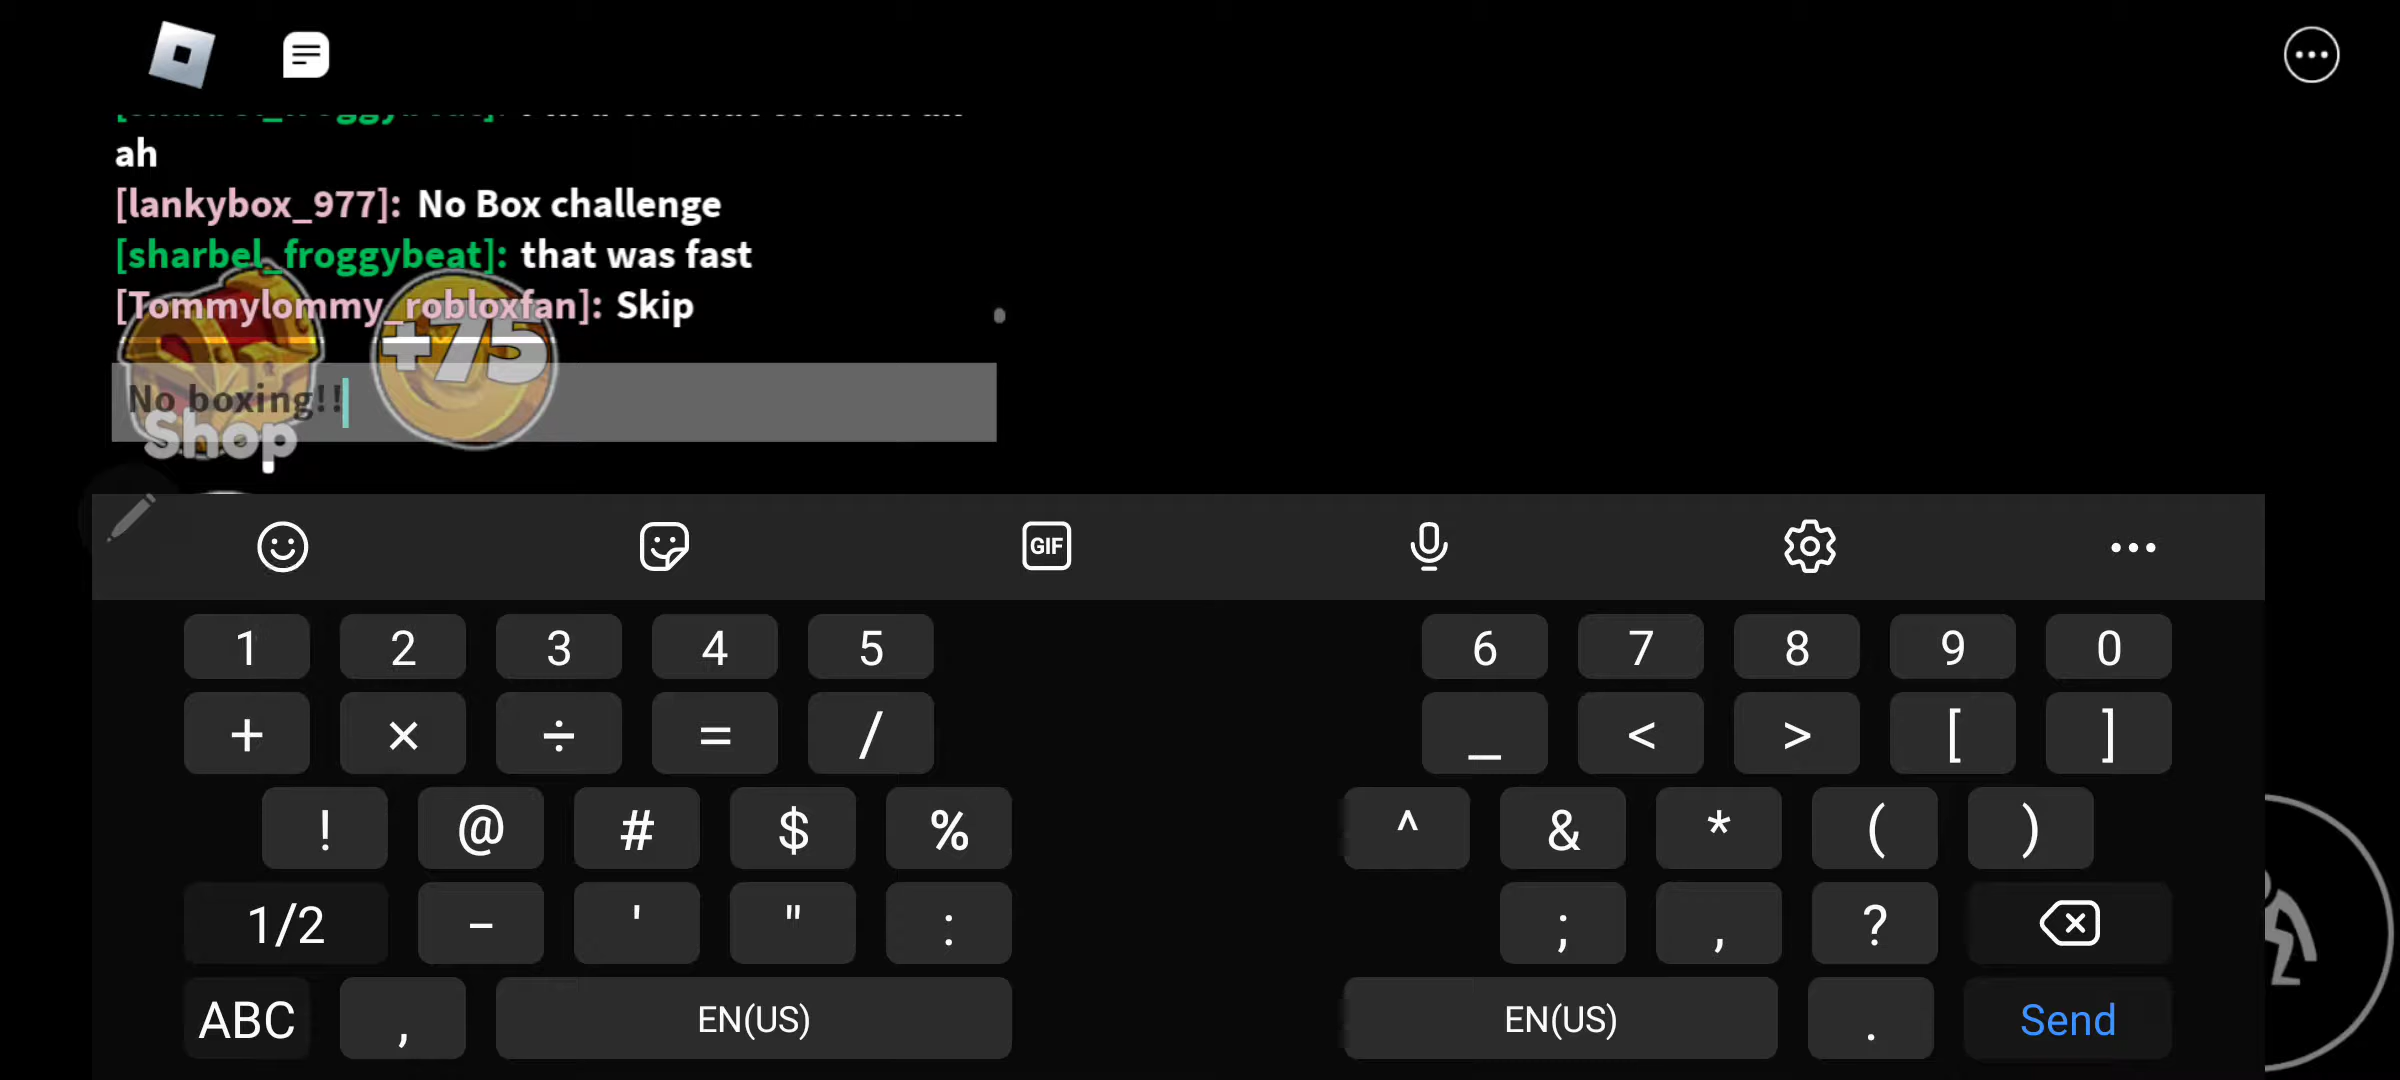 ah
[lankybox_977]: No Box challenge
[sharbel_froggybeat]: that was fast
[Tommylommy_robloxfan]: Skip
+75
No boxing!!
Shop
GIF
1 2 3 4 5 6 7 8 9 0
+ × ÷ = / _ < > [ ]
! @ # $ % ^ & * ( )
1/2 - ' " : ; , ?
ABC , EN(US) EN(US) . Send